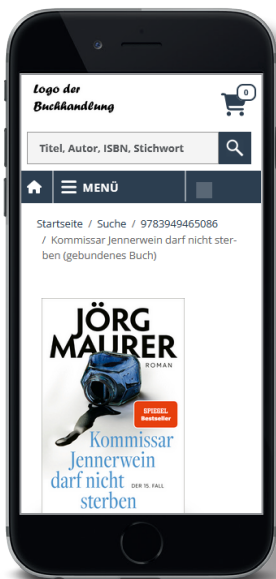 Logo der
Buchhandlung
0
Titel, Autor, ISBN, Stichwort
MENÜ
Startseite / Suche / 9783949465086
/ Kommissar Jennerwein darf nicht ster-
ben (gebundenes Buch)
JÖRG
MAURER
ROMAN
SPIEGEL
Bestseller
Kommissar
Jennerwein
darf nicht DER 15. FALL
sterben